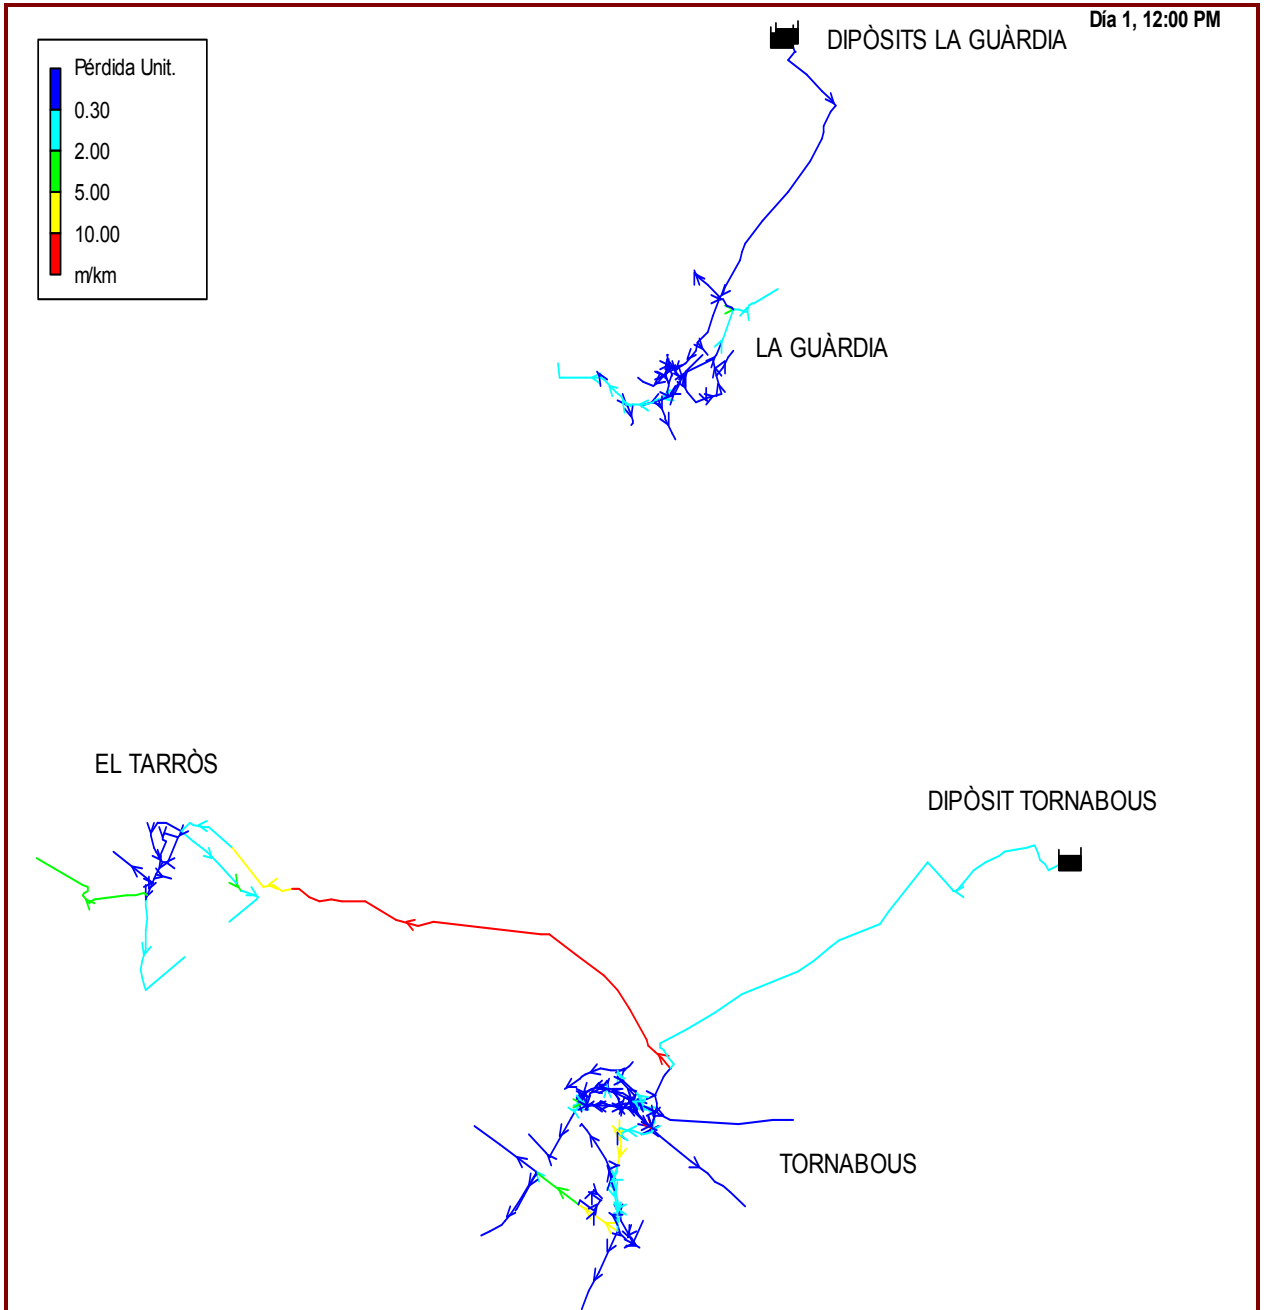 Día 1, 12:00 PM
DIPÒSITS LA GUÀRDIA
Pérdida Unit.
0.30
2.00
5.00
10.00
m/km
LA GUÀRDIA
EL TARRÒS
DIPÒSIT TORNABOUS
TORNABOUS